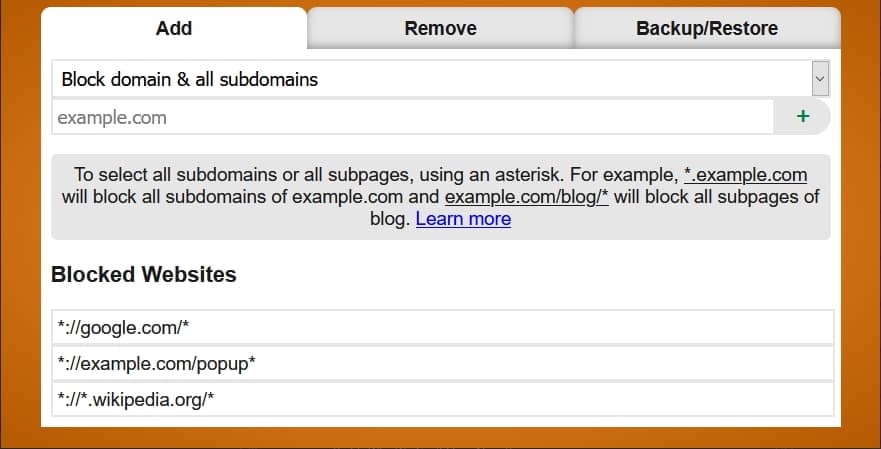 Add
Remove
Backup/Restore
Block domain & all subdomains
example.com
+
To select all subdomains or all subpages, using an asterisk. For example, *.example.com
will block all subdomains of example.com and example.com/blog/* will block all subpages of
blog. Learn more
Blocked Websites
*://google.com/*
*://example.com/popup*
*://*.wikipedia.org/*